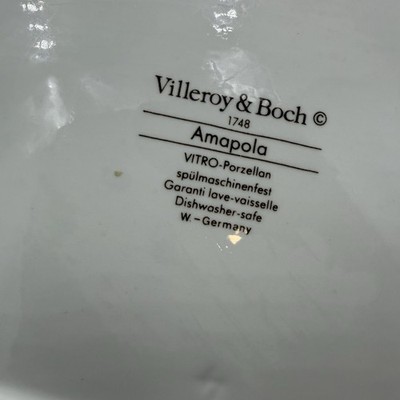 Villeroy & Boch ©
1748
Amapola
VITRO-Porzellan
spülmaschinenfest
Garanti lave-vaisselle
Dishwasher-safe
W.-Germany